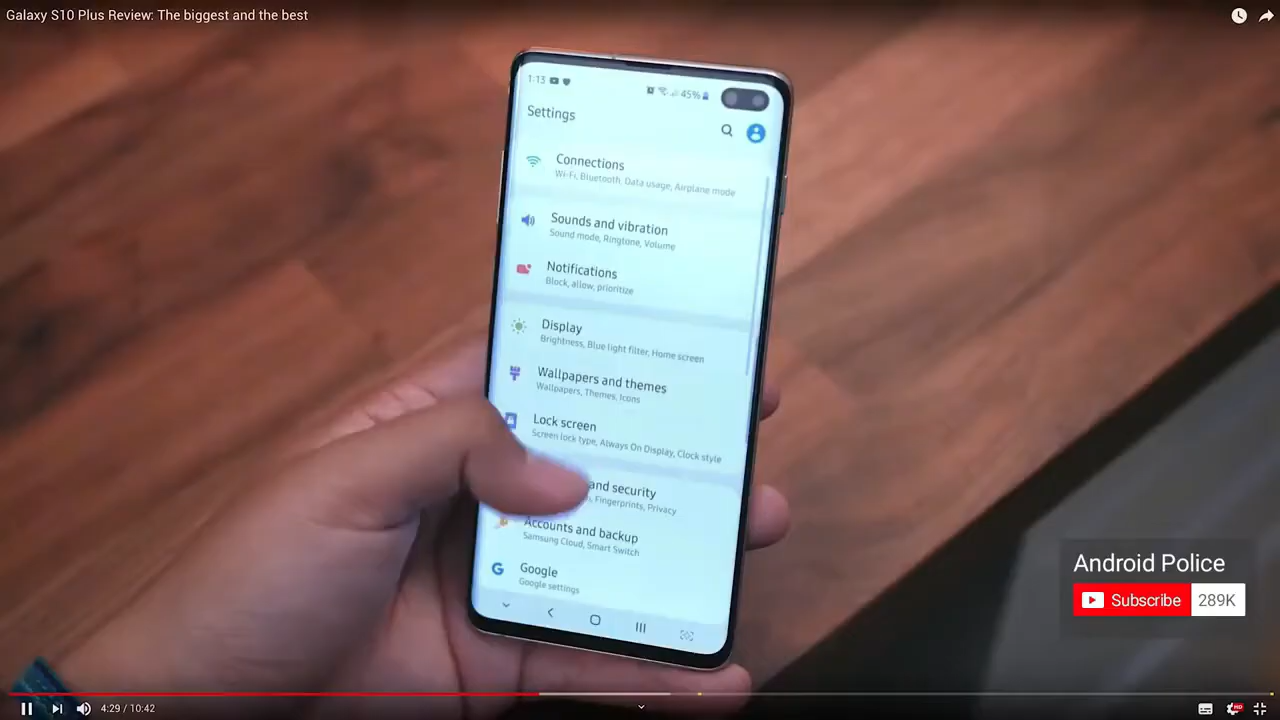 Galaxy S10 Plus Review: The biggest and the best
1:13
45%
Settings
Connections
Wi-Fi, Bluetooth, Data usage, Airplane mode
Sounds and vibration
Sound mode, Ringtone, Volume
Notifications
Block, allow, prioritize
Display
Brightness, Blue light filter, Home screen
Wallpapers and themes
Wallpapers, Themes, Icons
Lock screen
Screen lock type, Always On Display, Clock style
and security
Fingerprints, Privacy
Accounts and backup
Samsung Cloud, Smart Switch
Google
Google settings
Android Police
Subscribe 289K
4:29 / 10:42
HD